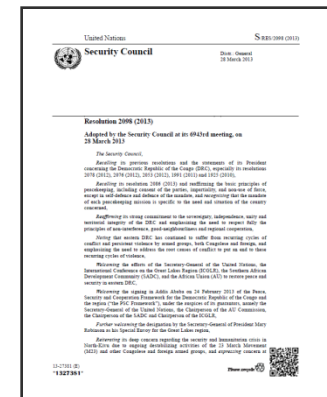 United Nations S/RES/2098 (2013)
Security Council
Distr.: General
28 March 2013
Resolution 2098 (2013)
Adopted by the Security Council at its 6943rd meeting, on
28 March 2013
The Security Council,
Recalling its previous resolutions and the statements of its President
concerning the Democratic Republic of the Congo (DRC), especially its resolutions
2078 (2012), 2076 (2012), 2053 (2012), 1991 (2011) and 1925 (2010),
Recalling its resolution 2086 (2013) and reaffirming the basic principles of
peacekeeping, including consent of the parties, impartiality, and non-use of force,
except in self-defence and defence of the mandate, and recognizing that the mandate
of each peacekeeping mission is specific to the need and situation of the country
concerned,
Reaffirming its strong commitment to the sovereignty, independence, unity and
territorial integrity of the DRC and emphasizing the need to respect fully the
principles of non-interference, good-neighbourliness and regional cooperation,
Noting that eastern DRC has continued to suffer from recurring cycles of
conflict and persistent violence by armed groups, both Congolese and foreign, and
emphasizing the need to address the root causes of conflict to put an end to these
recurring cycles of violence,
Welcoming the efforts of the Secretary-General of the United Nations, the
International Conference on the Great Lakes Region (ICGLR), the Southern African
Development Community (SADC), and the African Union (AU) to restore peace and
security in eastern DRC,
Welcoming the signing in Addis Ababa on 24 February 2013 of the Peace,
Security and Cooperation Framework for the Democratic Republic of the Congo and
the region ("the PSC Framework"), under the auspices of its guarantors, namely the
Secretary-General of the United Nations, the Chairperson of the AU Commission,
the Chairperson of the SADC and Chairperson of the ICGLR,
Further welcoming the designation by the Secretary-General of President Mary
Robinson as his Special Envoy for the Great Lakes region,
Reiterating its deep concern regarding the security and humanitarian crisis in
North-Kivu due to ongoing destabilizing activities of the 23 March Movement
(M23) and other Congolese and foreign armed groups, and expressing concern at
13-27351 (E)
*1327351*
Please recycle